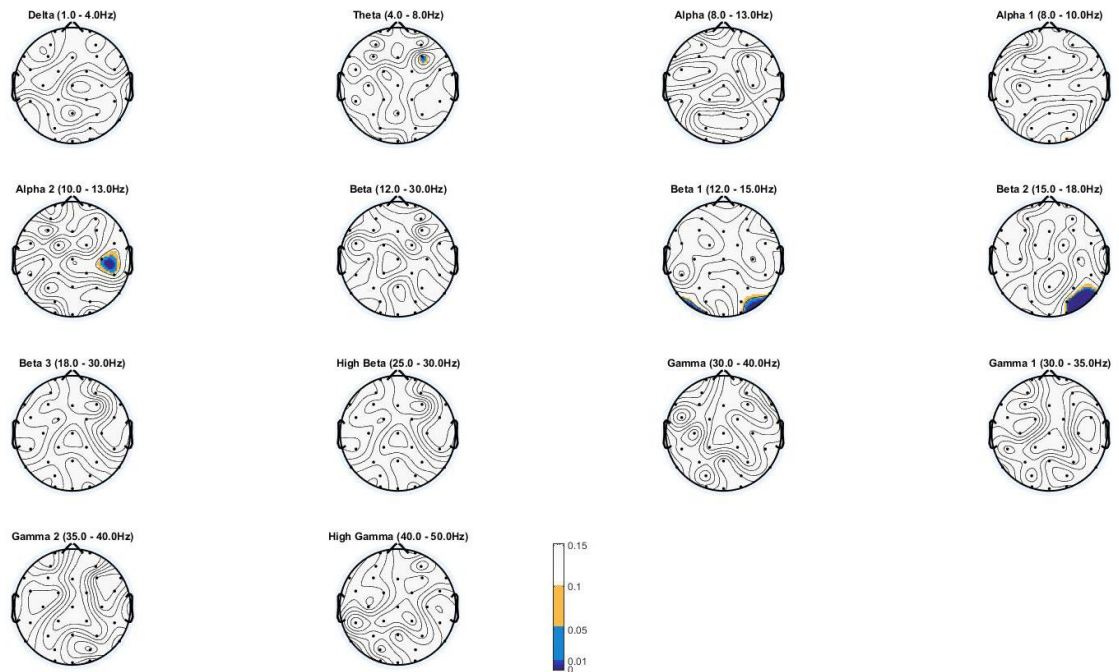 Delta (1.0 - 4.0Hz)
Theta (4.0 - 8.0Hz)
Alpha (8.0 - 13.0Hz)
Alpha 1 (8.0 - 10.0Hz)
Alpha 2 (10.0 - 13.0Hz)
Beta (12.0 - 30.0Hz)
Beta 1 (12.0 - 15.0Hz)
Beta 2 (15.0 - 18.0Hz)
Beta 3 (18.0 - 30.0Hz)
High Beta (25.0 - 30.0Hz)
Gamma (30.0 - 40.0Hz)
Gamma 1 (30.0 - 35.0Hz)
Gamma 2 (35.0 - 40.0Hz)
High Gamma (40.0 - 50.0Hz)
0.15
0.1
0.05
0.01
0